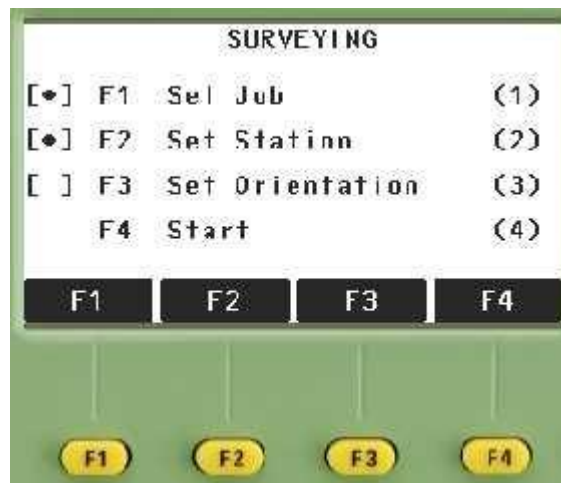 SURVEYING
[•] F1 Set Job (1)
[•] F2 Set Station (2)
[ ] F3 Set Orientation (3)
F4 Start (4)
F1 F2 F3 F4
F1 F2 F3 F4